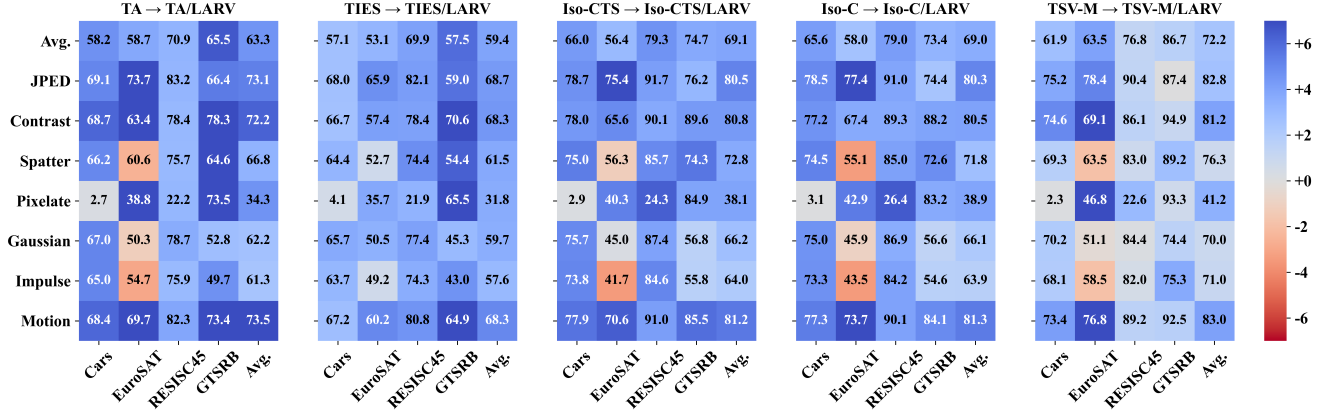 TA → TA/LARV TIES → TIES/LARV Iso-CTS → Iso-CTS/LARV Iso-C → Iso-C/LARV TSV-M → TSV-M/LARV
Avg. 58.2 58.7 70.9 65.5 63.3 57.1 53.1 69.9 57.5 59.4 66.0 56.4 79.3 74.7 69.1 65.6 58.0 79.0 73.4 69.0 61.9 63.5 76.8 86.7 72.2 +6
JPED 69.1 73.7 83.2 66.4 73.1 68.0 65.9 82.1 59.0 68.7 78.7 75.4 91.7 76.2 80.5 78.5 77.4 91.0 74.4 80.3 75.2 78.4 90.4 87.4 82.8 +4
Contrast 68.7 63.4 78.4 78.3 72.2 66.7 57.4 78.4 70.6 68.3 78.0 65.6 90.1 89.6 80.8 77.2 67.4 89.3 88.2 80.5 74.6 69.1 86.1 94.9 81.2 +2
Spatter 66.2 60.6 75.7 64.6 66.8 64.4 52.7 74.4 54.4 61.5 75.0 56.3 85.7 74.3 72.8 74.5 55.1 85.0 72.6 71.8 69.3 63.5 83.0 89.2 76.3 +0
Pixelate 2.7 38.8 22.2 73.5 34.3 4.1 35.7 21.9 65.5 31.8 2.9 40.3 24.3 84.9 38.1 3.1 42.9 26.4 83.2 38.9 2.3 46.8 22.6 93.3 41.2 -2
Gaussian 67.0 50.3 78.7 52.8 62.2 65.7 50.5 77.4 45.3 59.7 75.7 45.0 87.4 56.8 66.2 75.0 45.9 86.9 56.6 66.1 70.2 51.1 84.4 74.4 70.0
Impulse 65.0 54.7 75.9 49.7 61.3 63.7 49.2 74.3 43.0 57.6 73.8 41.7 84.6 55.8 64.0 73.3 43.5 84.2 54.6 63.9 68.1 58.5 82.0 75.3 71.0 -4
Motion 68.4 69.7 82.3 73.4 73.5 67.2 60.2 80.8 64.9 68.3 77.9 70.6 91.0 85.5 81.2 77.3 73.7 90.1 84.1 81.3 73.4 76.8 89.2 92.5 83.0 -6
Cars EuroSAT RESISC45 GTSRB Avg. Cars EuroSAT RESISC45 GTSRB Avg. Cars EuroSAT RESISC45 GTSRB Avg. Cars EuroSAT RESISC45 GTSRB Avg. Cars EuroSAT RESISC45 GTSRB Avg.